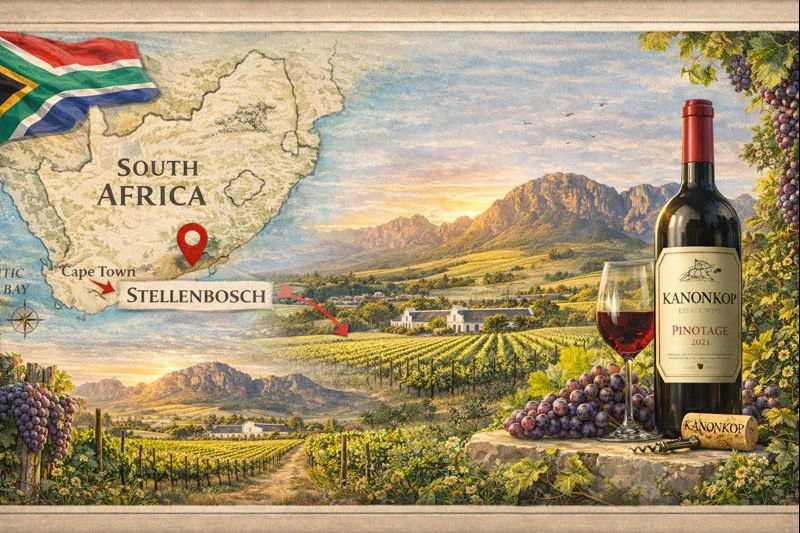 SOUTH
AFRICA
TIC
BAY
Cape Town
STELLENBOSCH
KANONKOP
ESTATE WINE
PINOTAGE
2021
KANONKOP